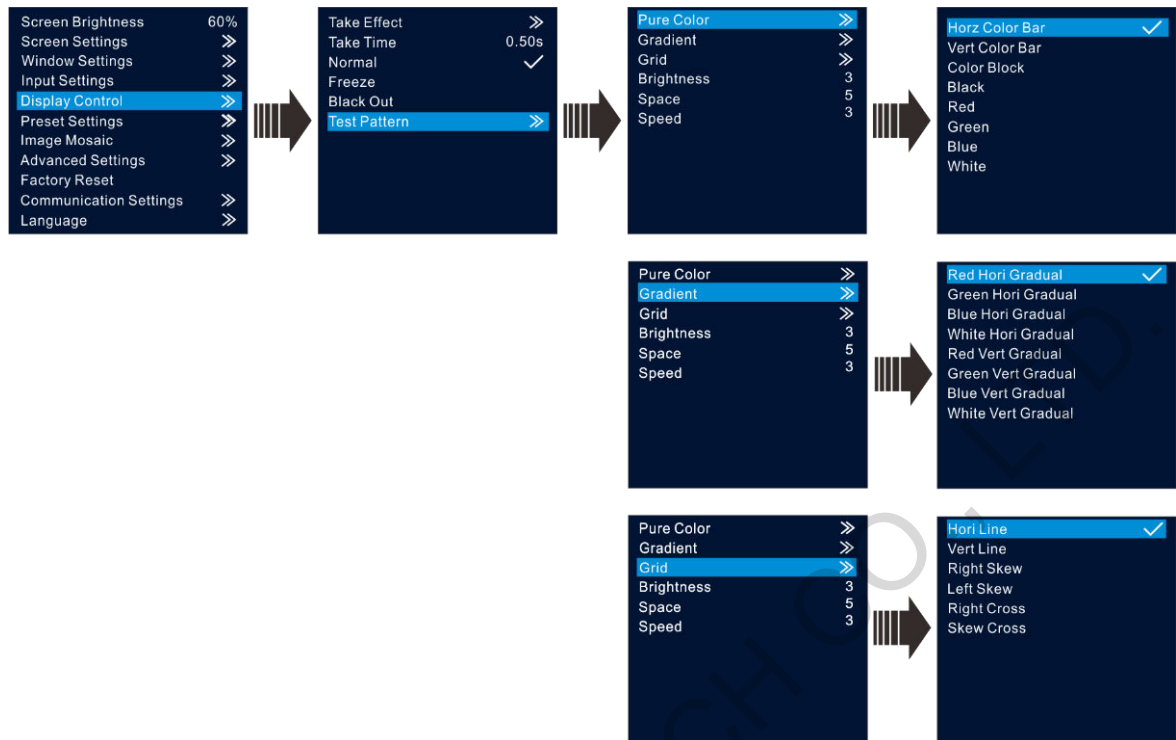 Screen Brightness 60%
Screen Settings
Window Settings
Input Settings
Display Control
Preset Settings
Image Mosaic
Advanced Settings
Factory Reset
Communication Settings
Language
Take Effect
Take Time 0.50s
Normal
Freeze
Black Out
Test Pattern
Pure Color
Gradient
Grid
Brightness 3
Space 5
Speed 3
Horz Color Bar
Vert Color Bar
Color Block
Black
Red
Green
Blue
White
Pure Color
Gradient
Grid
Brightness 3
Space 5
Speed 3
Red Hori Gradual
Green Hori Gradual
Blue Hori Gradual
White Hori Gradual
Red Vert Gradual
Green Vert Gradual
Blue Vert Gradual
White Vert Gradual
Pure Color
Gradient
Grid
Brightness 3
Space 5
Speed 3
Hori Line
Vert Line
Right Skew
Left Skew
Right Cross
Skew Cross